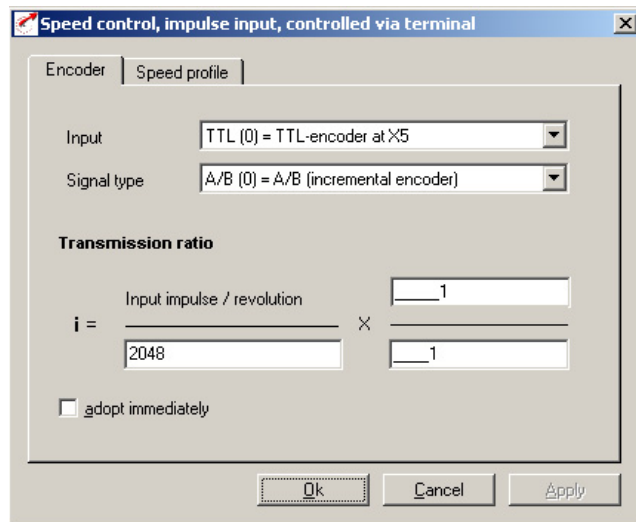 Speed control, impulse input, controlled via terminal
Encoder Speed profile
Input TTL (0) = TTL-encoder at X5
Signal type A/B (0) = A/B (incremental encoder)
Transmission ratio
Input impulse / revolution ____1
i = X
2048 ____1
adopt immediately
Ok Cancel Apply